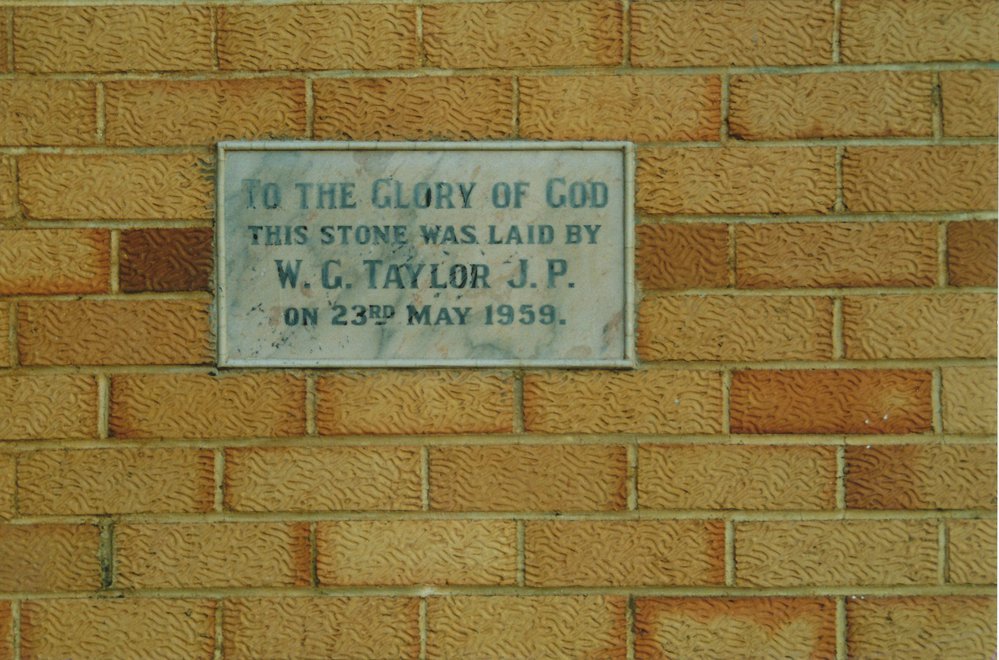 To the Glory of God
this stone was laid by
W. G. Taylor J.P.
on 23rd May 1959.